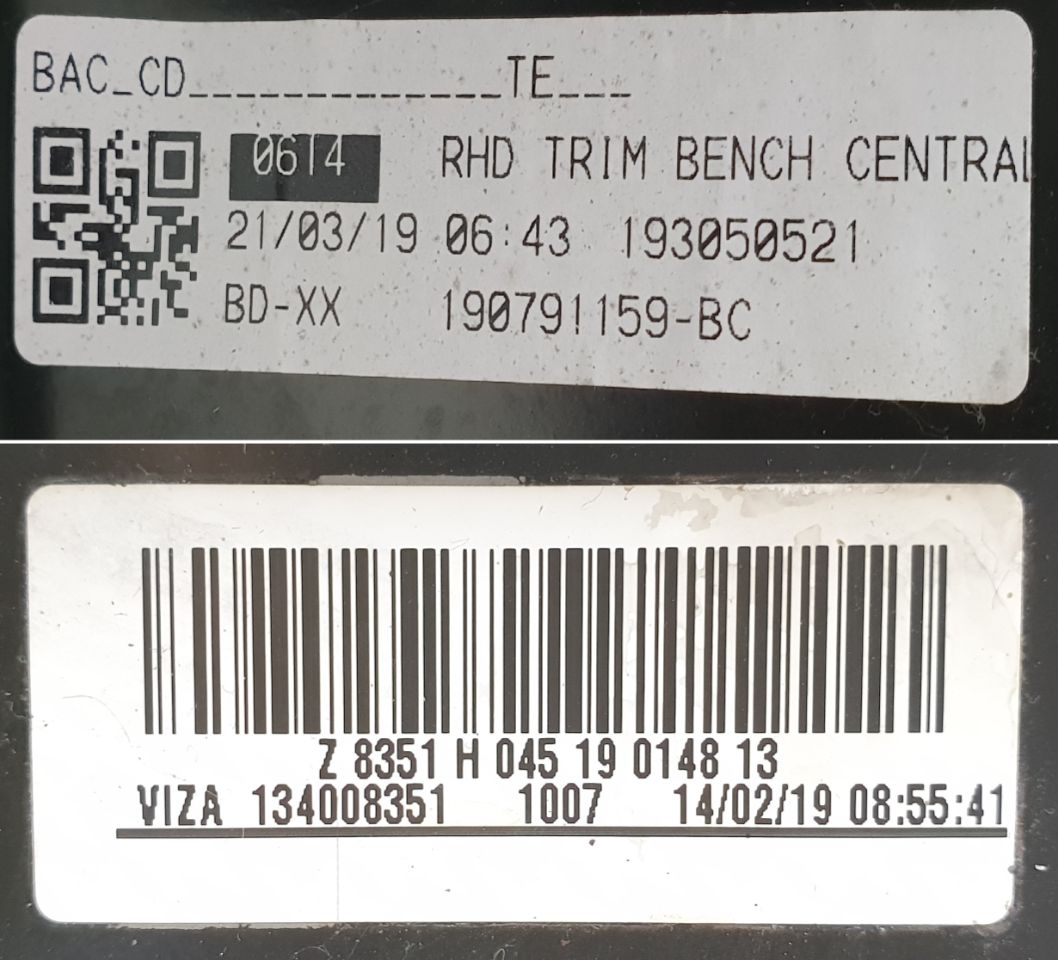 BAC_CD_____________TE___
0614 RHD TRIM BENCH CENTRAL
21/03/19 06:43 193050521
BD-XX 190791159-BC
Z 8351 H 045 19 0148 13
VIZA 134008351 1007 14/02/19 08:55:41